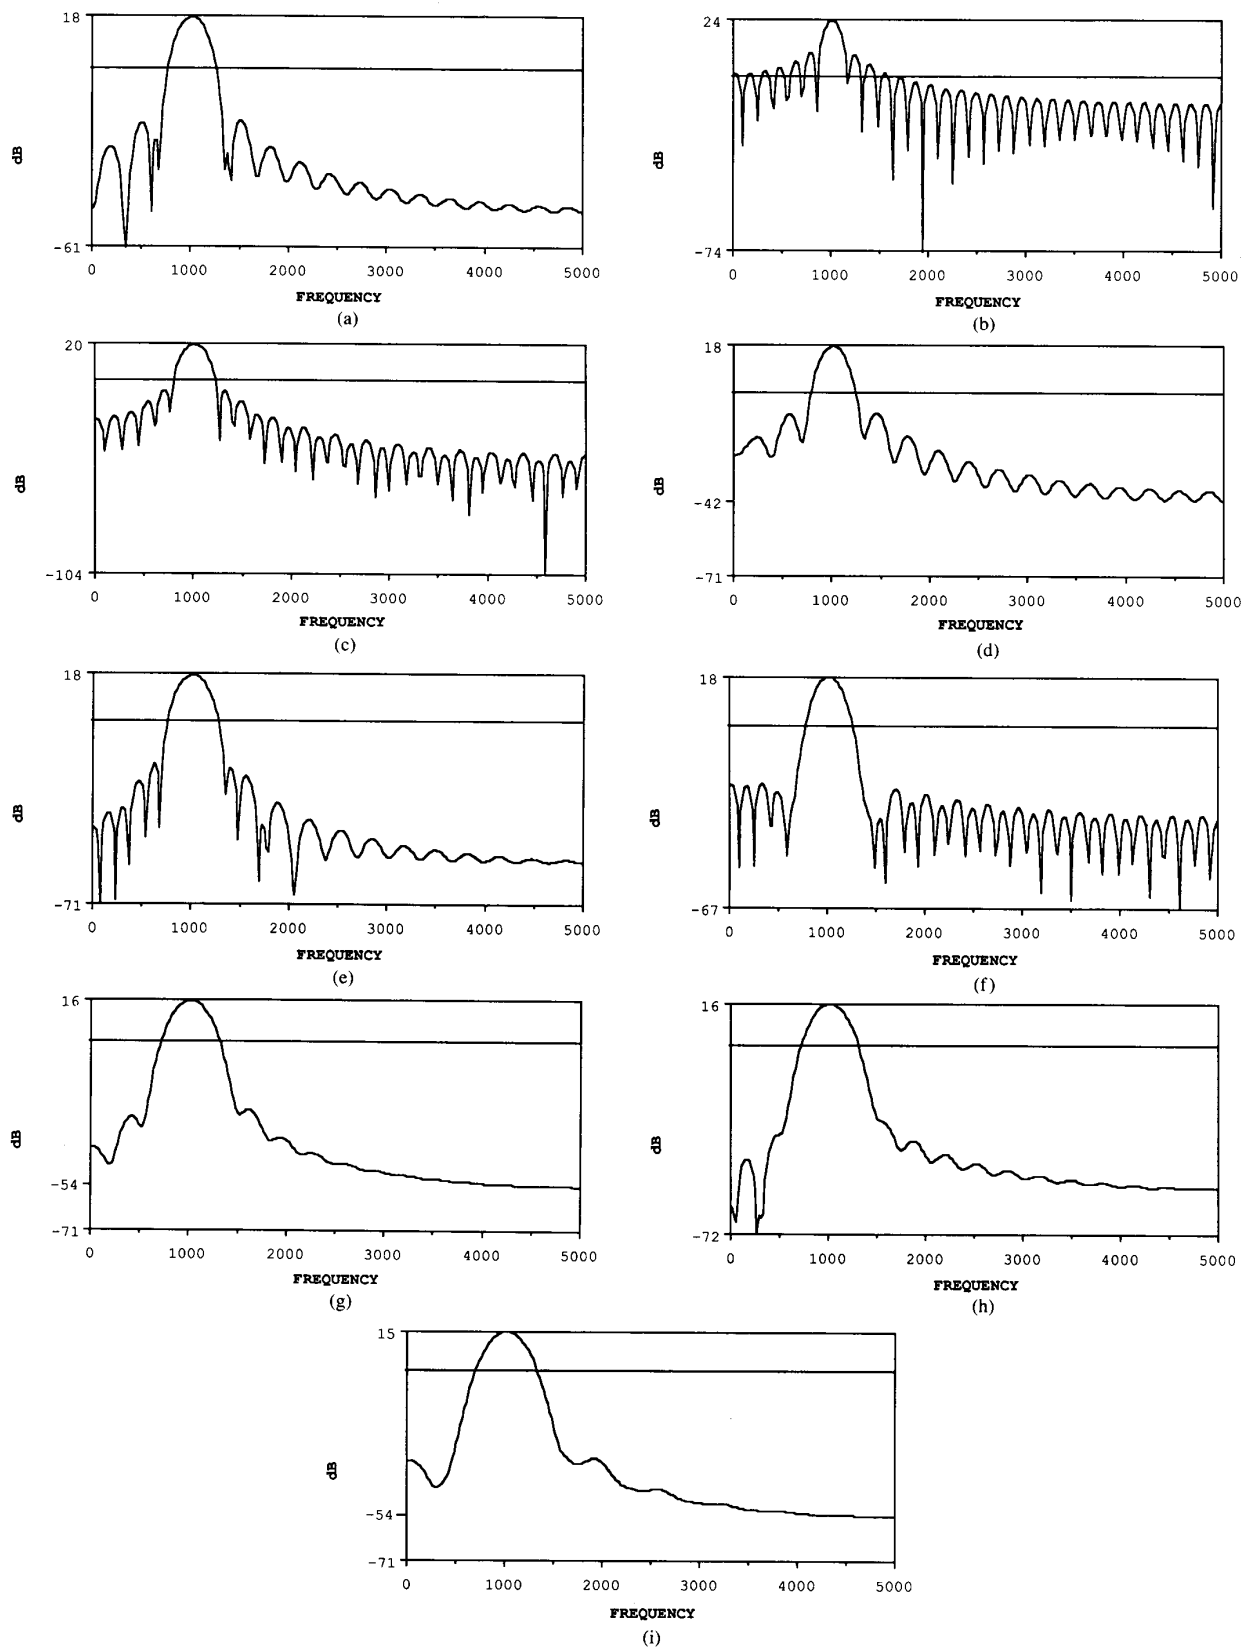 18
dB
-61
0 1000 2000 3000 4000 5000
FREQUENCY
(a)
24
dB
-74
0 1000 2000 3000 4000 5000
FREQUENCY
(b)
20
dB
-104
0 1000 2000 3000 4000 5000
FREQUENCY
(c)
18
dB
-42
-71
0 1000 2000 3000 4000 5000
FREQUENCY
(d)
18
dB
-71
0 1000 2000 3000 4000 5000
FREQUENCY
(e)
18
dB
-67
0 1000 2000 3000 4000 5000
FREQUENCY
(f)
16
dB
-54
-71
0 1000 2000 3000 4000 5000
FREQUENCY
(g)
16
dB
-72
0 1000 2000 3000 4000 5000
FREQUENCY
(h)
15
dB
-54
-71
0 1000 2000 3000 4000 5000
FREQUENCY
(i)